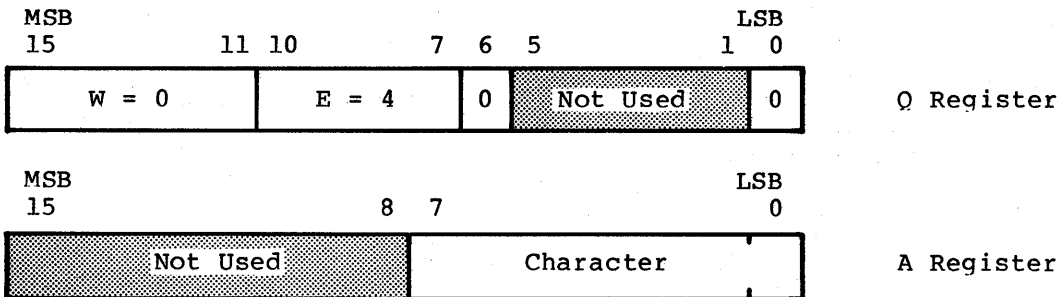 MSB LSB
15 11 10 7 6 5 1 0
W = 0 E = 4 0 Not Used 0 Q Register
MSB LSB
15 8 7 0
Not Used Character A Register